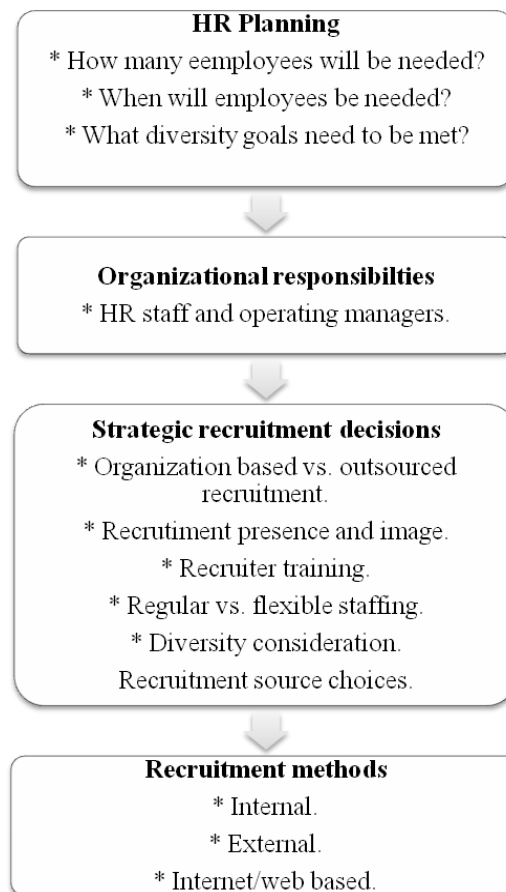 HR Planning
* How many eemployees will be needed?
* When will employees be needed?
* What diversity goals need to be met?
Organizational responsibilties
* HR staff and operating managers.
Strategic recruitment decisions
* Organization based vs. outsourced
recruitment.
* Recrutiment presence and image.
* Recruiter training.
* Regular vs. flexible staffing.
* Diversity consideration.
Recruitment source choices.
Recruitment methods
* Internal.
* External.
* Internet/web based.